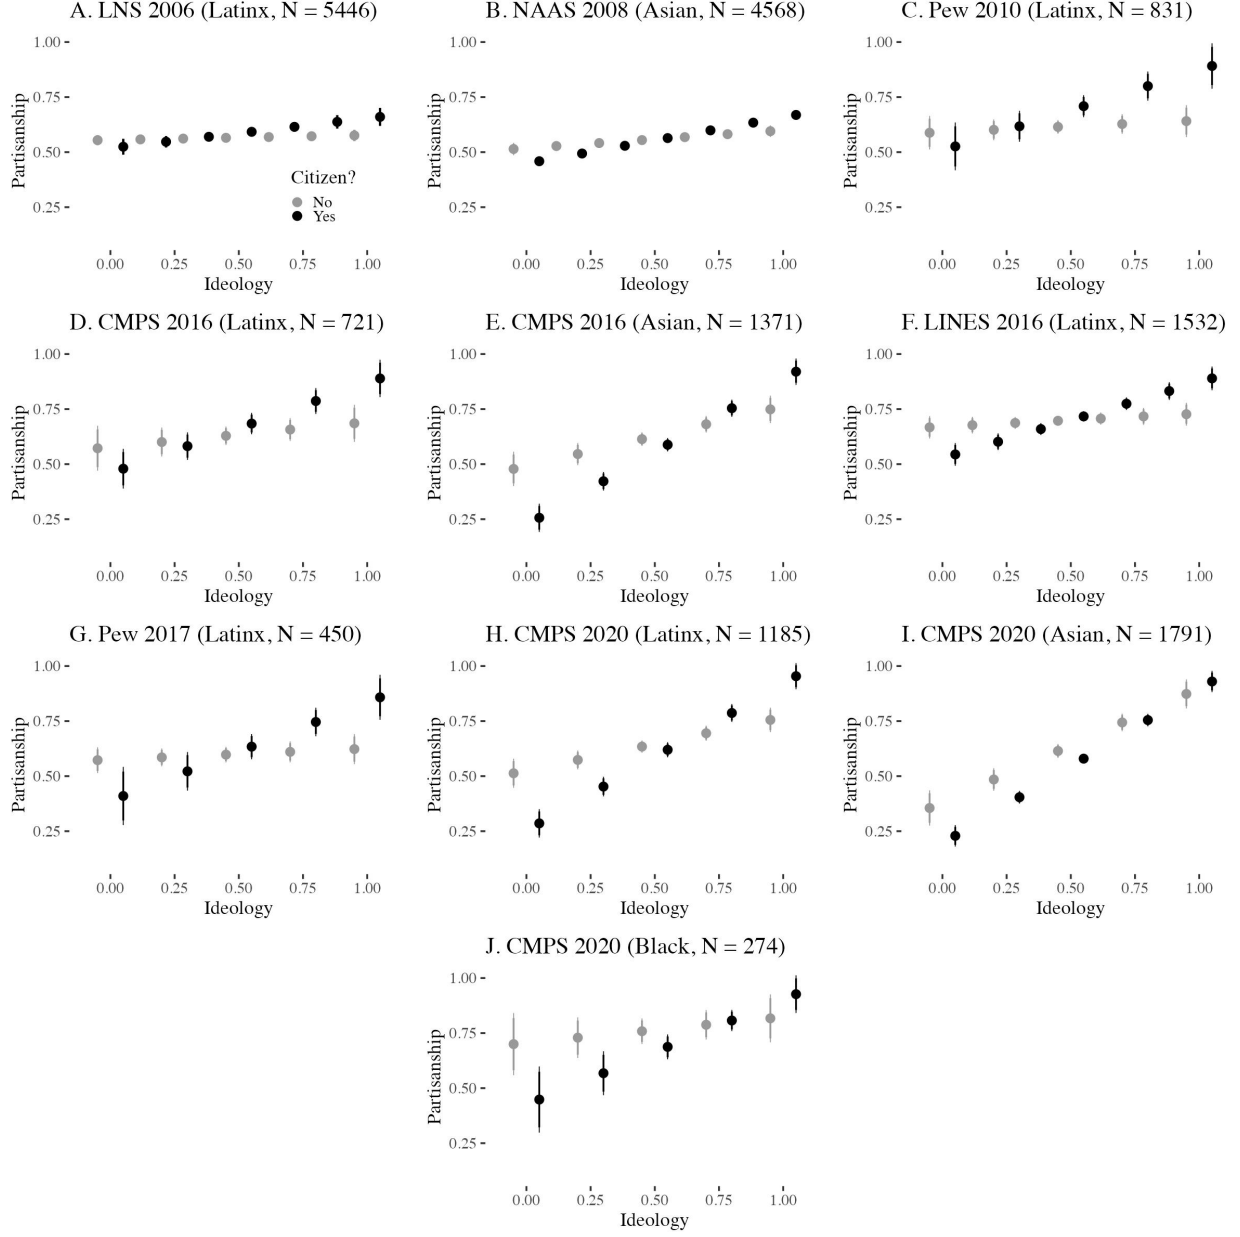 A. LNS 2006 (Latinx, N = 5446)
B. NAAS 2008 (Asian, N = 4568)
C. Pew 2010 (Latinx, N = 831)
1.00
0.75
0.50
0.25
Partisanship
Citizen?
No
Yes
0.00 0.25 0.50 0.75 1.00
Ideology
1.00
0.75
0.50
0.25
Partisanship
0.00 0.25 0.50 0.75 1.00
Ideology
1.00
0.75
0.50
0.25
Partisanship
0.00 0.25 0.50 0.75 1.00
Ideology
D. CMPS 2016 (Latinx, N = 721)
E. CMPS 2016 (Asian, N = 1371)
F. LINES 2016 (Latinx, N = 1532)
1.00
0.75
0.50
0.25
Partisanship
0.00 0.25 0.50 0.75 1.00
Ideology
1.00
0.75
0.50
0.25
Partisanship
0.00 0.25 0.50 0.75 1.00
Ideology
1.00
0.75
0.50
0.25
Partisanship
0.00 0.25 0.50 0.75 1.00
Ideology
G. Pew 2017 (Latinx, N = 450)
H. CMPS 2020 (Latinx, N = 1185)
I. CMPS 2020 (Asian, N = 1791)
1.00
0.75
0.50
0.25
Partisanship
0.00 0.25 0.50 0.75 1.00
Ideology
1.00
0.75
0.50
0.25
Partisanship
0.00 0.25 0.50 0.75 1.00
Ideology
1.00
0.75
0.50
0.25
Partisanship
0.00 0.25 0.50 0.75 1.00
Ideology
J. CMPS 2020 (Black, N = 274)
1.00
0.75
0.50
0.25
Partisanship
0.00 0.25 0.50 0.75 1.00
Ideology